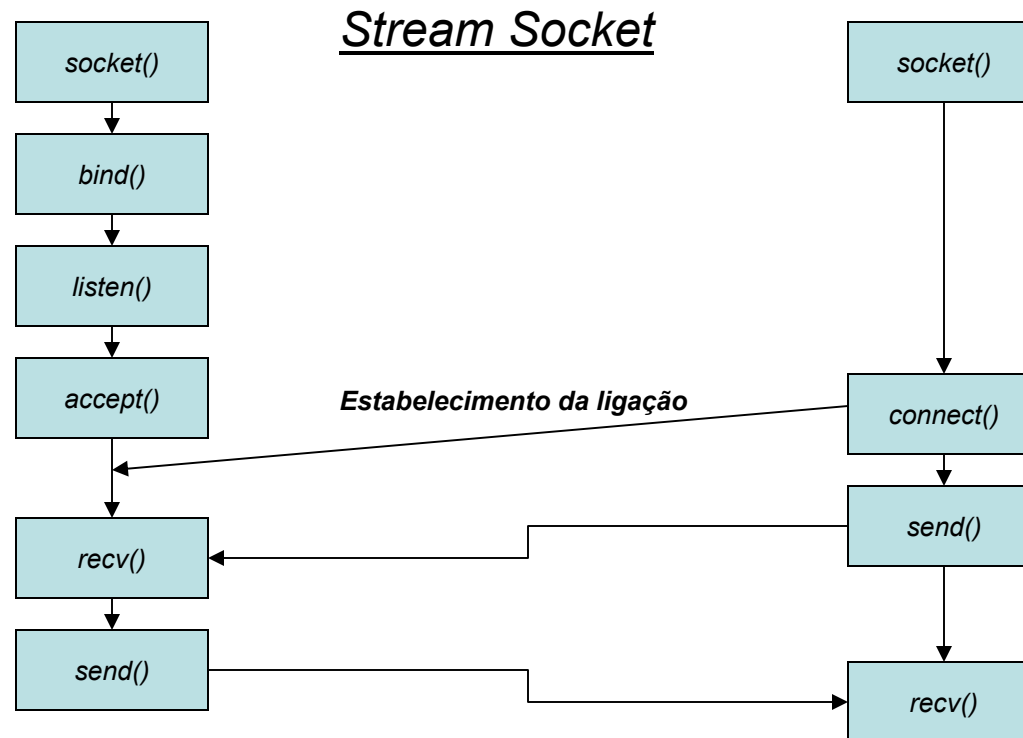 Stream Socket
socket()
socket()
bind()
listen()
accept()
Estabelecimento da ligação
connect()
send()
recv()
send()
recv()